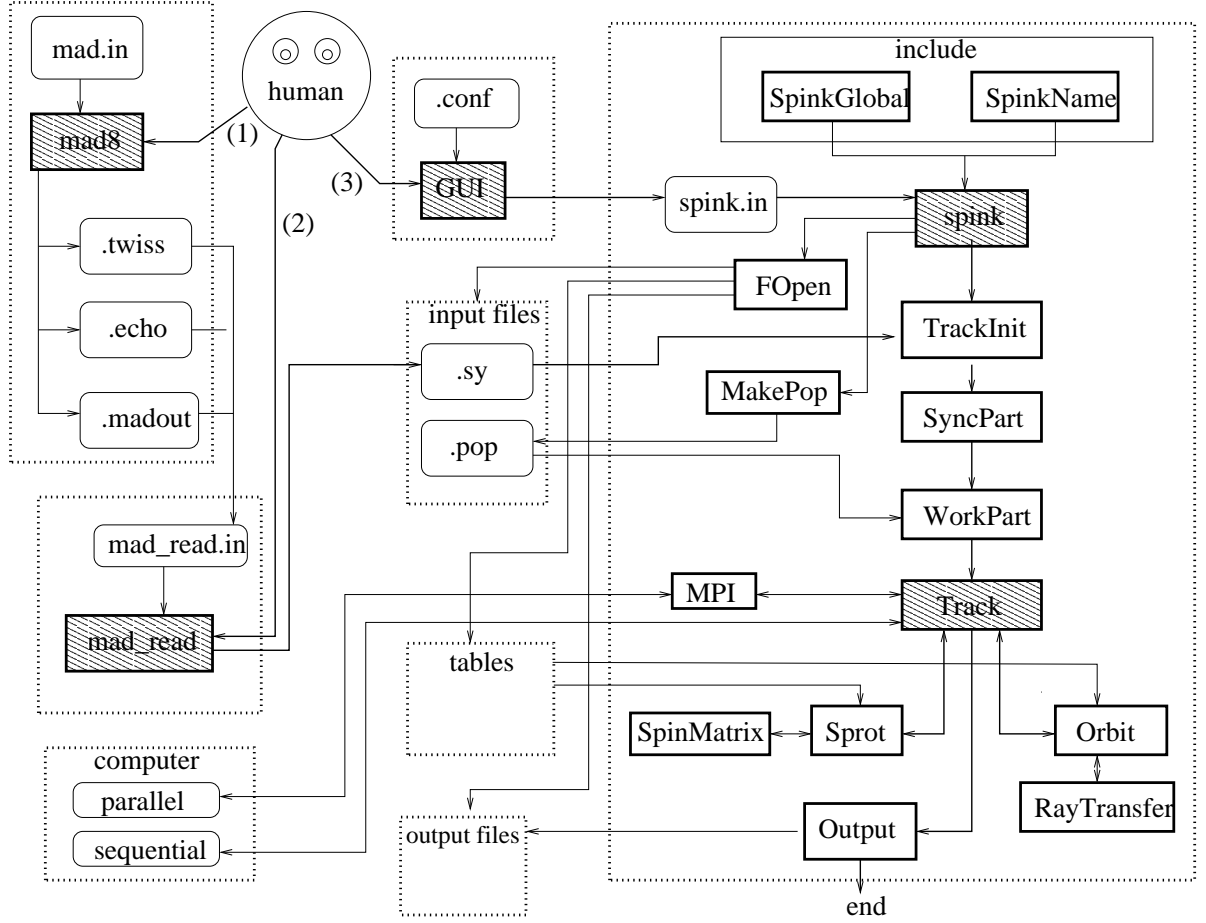 mad.in
human
include
.conf
SpinkGlobal
SpinkName
mad8
(1)
(3)
GUI
spink.in
spink
(2)
.twiss
FOpen
input files
.echo
TrackInit
.sy
MakePop
.madout
SyncPart
.pop
WorkPart
mad_read.in
MPI
Track
mad_read
tables
SpinMatrix
Sprot
Orbit
computer
parallel
RayTransfer
sequential
output files
Output
end